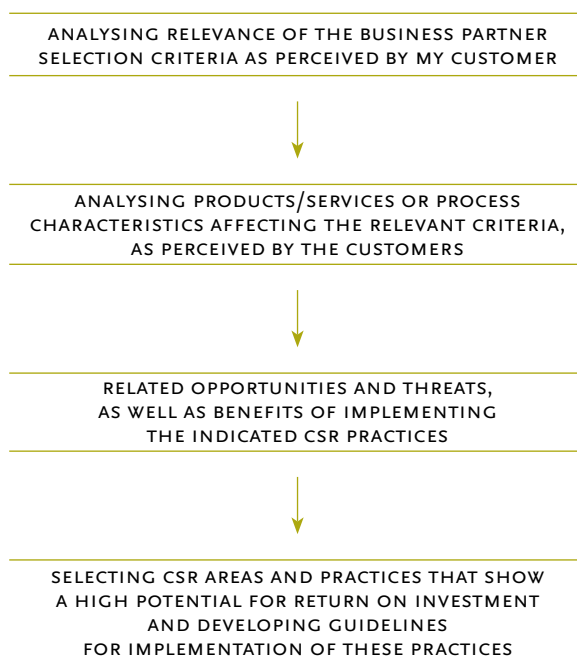 ANALYSING RELEVANCE OF THE BUSINESS PARTNER
SELECTION CRITERIA AS PERCEIVED BY MY CUSTOMER
ANALYSING PRODUCTS/SERVICES OR PROCESS
CHARACTERISTICS AFFECTING THE RELEVANT CRITERIA,
AS PERCEIVED BY THE CUSTOMERS
RELATED OPPORTUNITIES AND THREATS,
AS WELL AS BENEFITS OF IMPLEMENTING
THE INDICATED CSR PRACTICES
SELECTING CSR AREAS AND PRACTICES THAT SHOW
A HIGH POTENTIAL FOR RETURN ON INVESTMENT
AND DEVELOPING GUIDELINES
FOR IMPLEMENTATION OF THESE PRACTICES